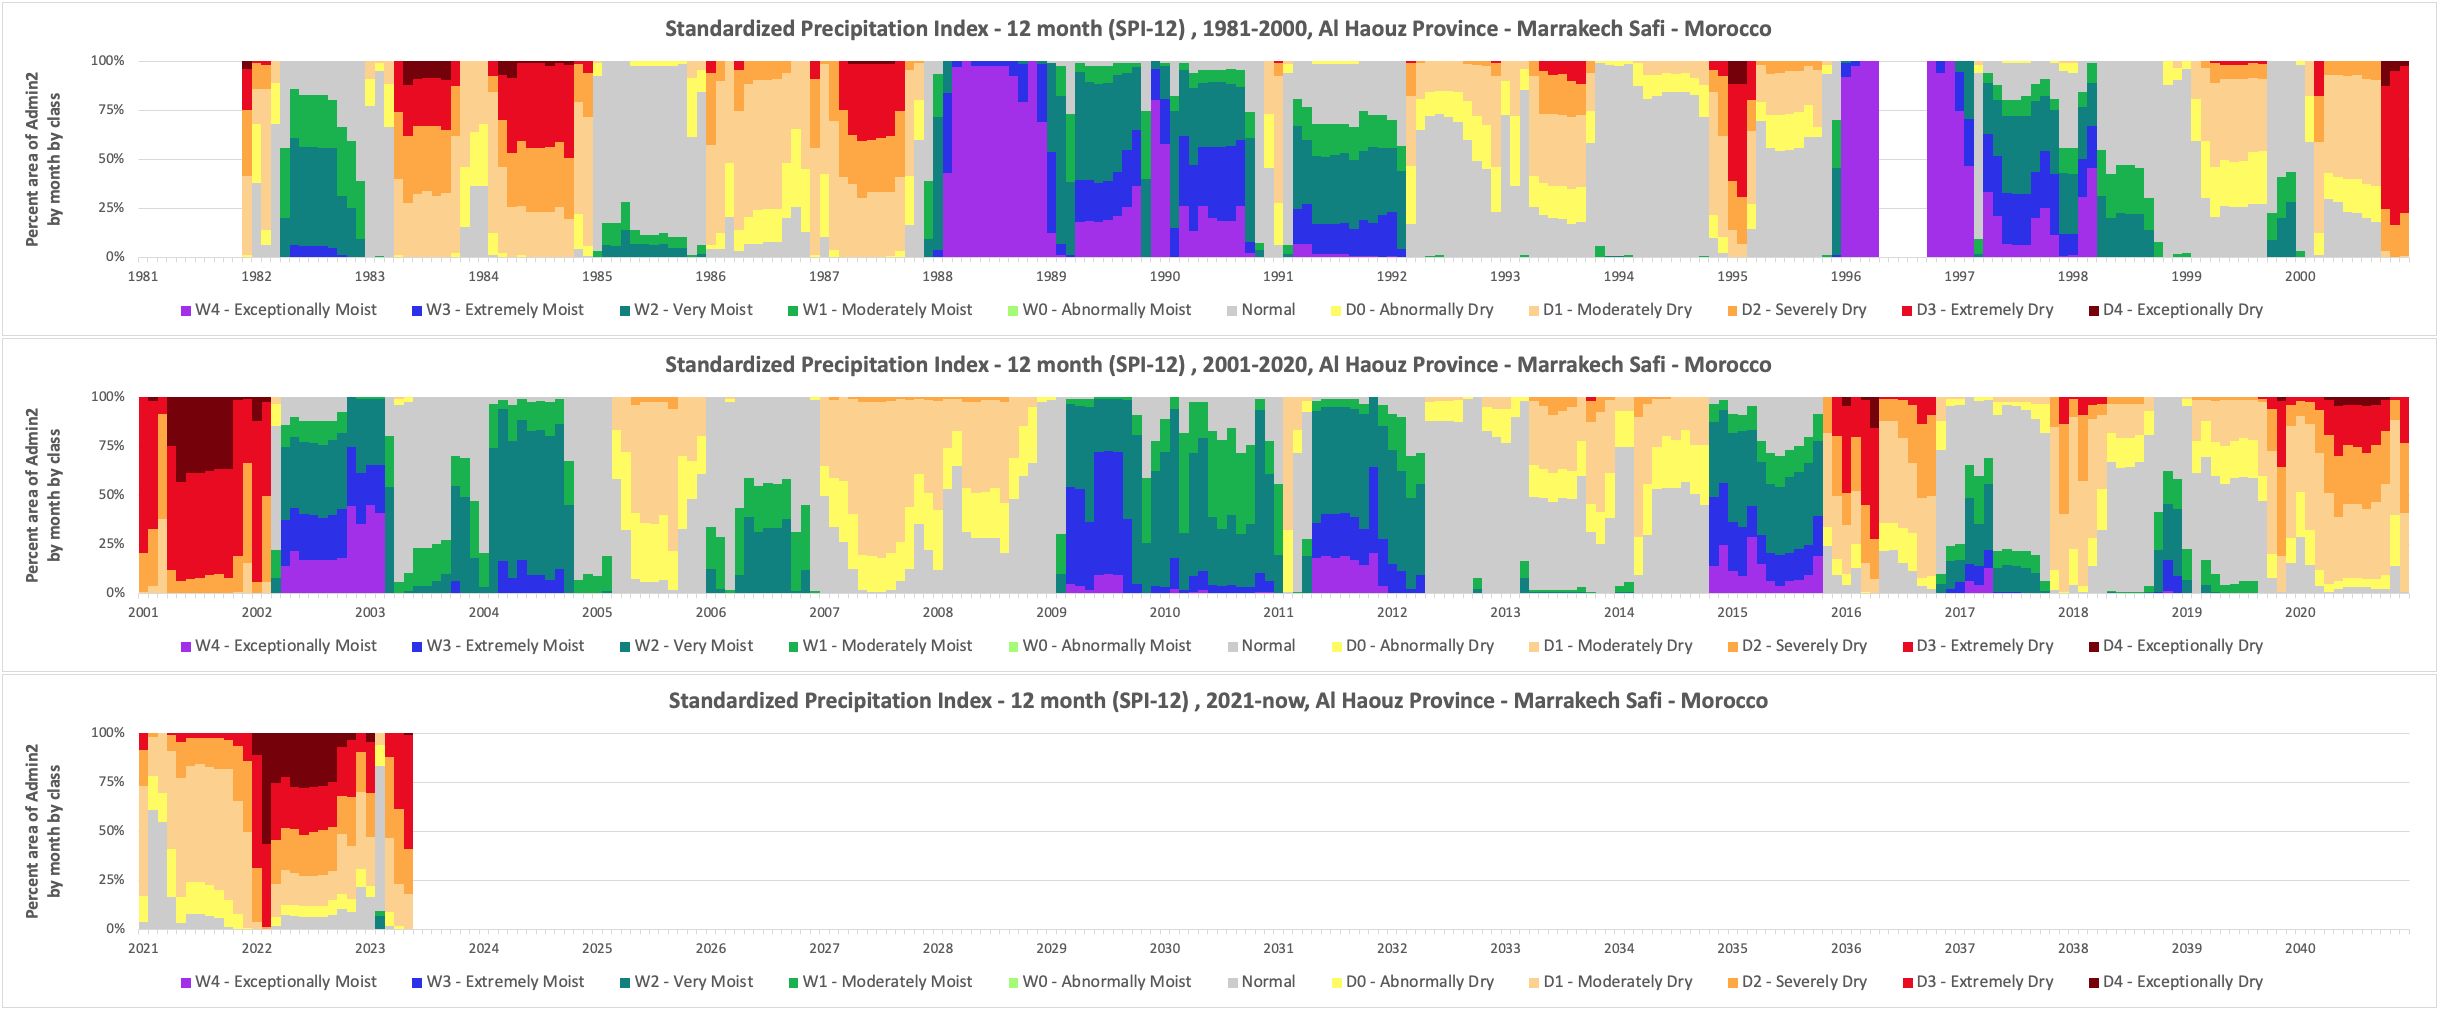 Standardized Precipitation Index - 12 month (SPI-12) , 1981-2000, Al Haouz Province - Marrakech Safi - Morocco
Percent area of Admin2
by month by class
100%
75%
50%
25%
0%
1981 1982 1983 1984 1985 1986 1987 1988 1989 1990 1991 1992 1993 1994 1995 1996 1997 1998 1999 2000
W4 - Exceptionally Moist W3 - Extremely Moist W2 - Very Moist W1 - Moderately Moist W0 - Abnormally Moist Normal D0 - Abnormally Dry D1 - Moderately Dry D2 - Severely Dry D3 - Extremely Dry D4 - Exceptionally Dry
Standardized Precipitation Index - 12 month (SPI-12) , 2001-2020, Al Haouz Province - Marrakech Safi - Morocco
Percent area of Admin2
by month by class
100%
75%
50%
25%
0%
2001 2002 2003 2004 2005 2006 2007 2008 2009 2010 2011 2012 2013 2014 2015 2016 2017 2018 2019 2020
W4 - Exceptionally Moist W3 - Extremely Moist W2 - Very Moist W1 - Moderately Moist W0 - Abnormally Moist Normal D0 - Abnormally Dry D1 - Moderately Dry D2 - Severely Dry D3 - Extremely Dry D4 - Exceptionally Dry
Standardized Precipitation Index - 12 month (SPI-12) , 2021-now, Al Haouz Province - Marrakech Safi - Morocco
Percent area of Admin2
by month by class
100%
75%
50%
25%
0%
2021 2022 2023 2024 2025 2026 2027 2028 2029 2030 2031 2032 2033 2034 2035 2036 2037 2038 2039 2040
W4 - Exceptionally Moist W3 - Extremely Moist W2 - Very Moist W1 - Moderately Moist W0 - Abnormally Moist Normal D0 - Abnormally Dry D1 - Moderately Dry D2 - Severely Dry D3 - Extremely Dry D4 - Exceptionally Dry